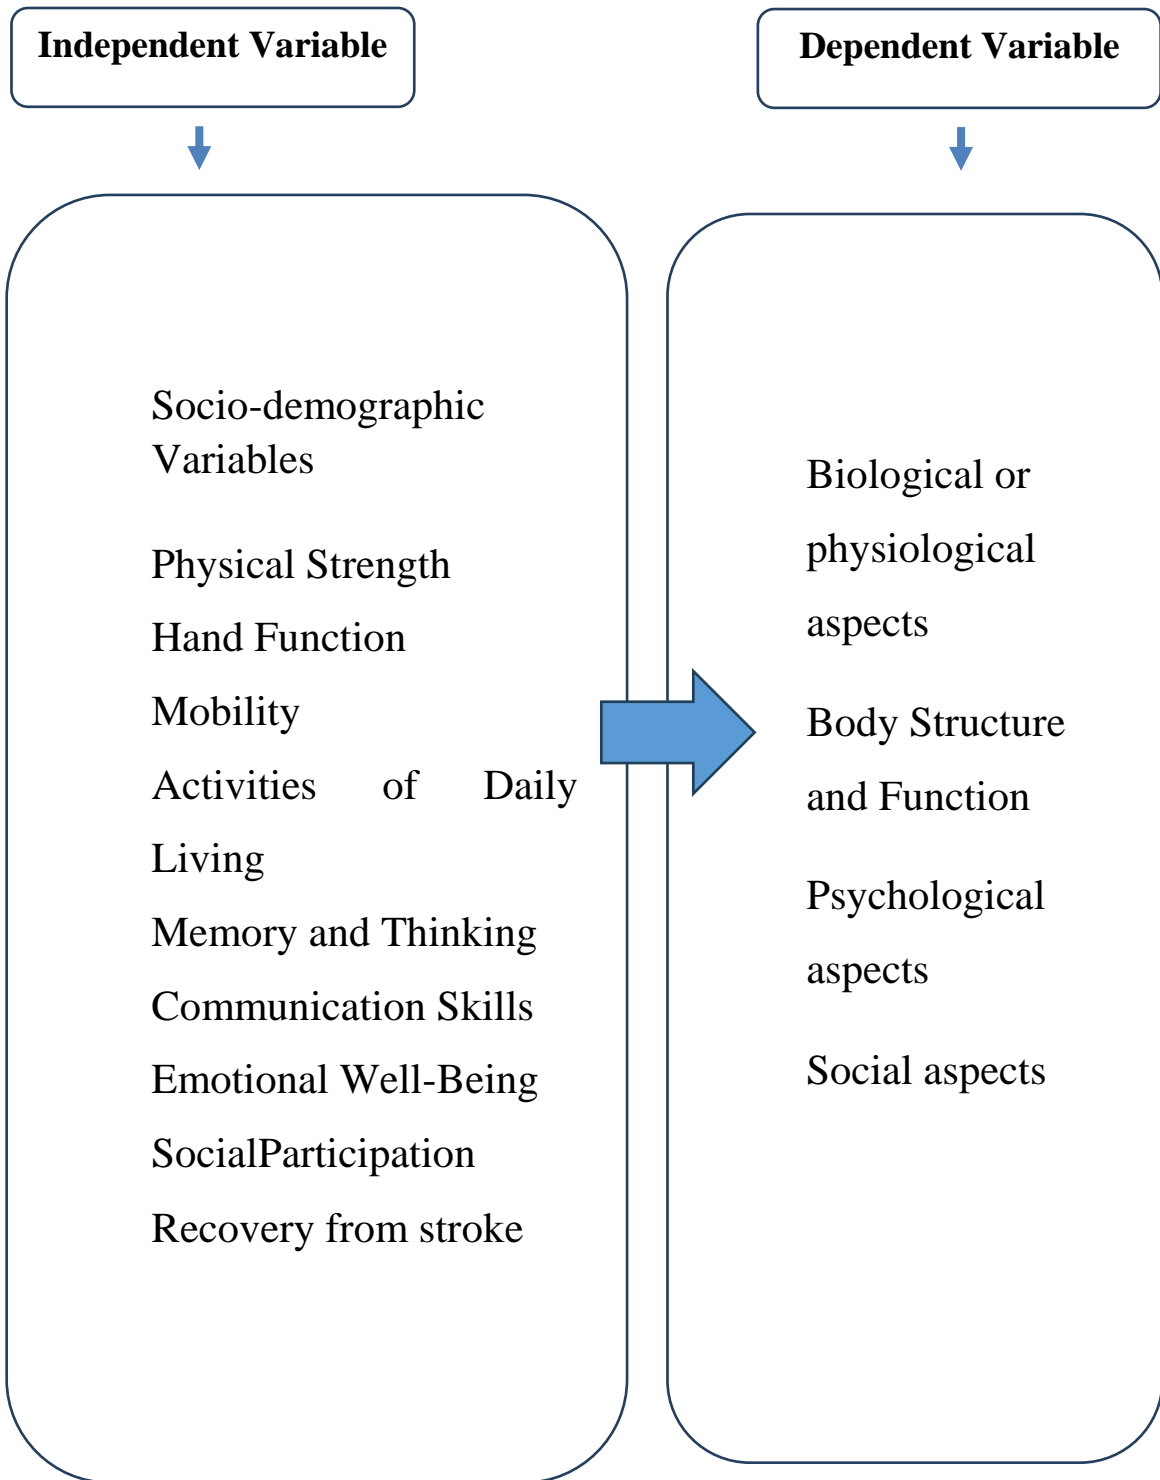 Independent Variable
Dependent Variable
Socio-demographic
Variables
Physical Strength
Hand Function
Mobility
Activities of Daily
Living
Memory and Thinking
Communication Skills
Emotional Well-Being
SocialParticipation
Recovery from stroke
Biological or
physiological
aspects
Body Structure
and Function
Psychological
aspects
Social aspects